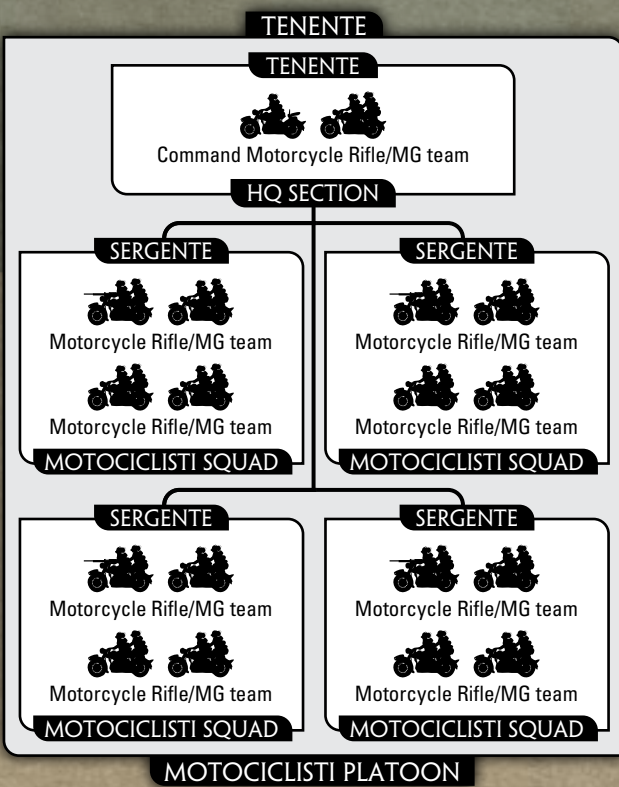 TENENTE
TENENTE
Command Motorcycle Rifle/MG team
HQ SECTION
SERGENTE
Motorcycle Rifle/MG team
Motorcycle Rifle/MG team
MOTOCICLISTI SQUAD
SERGENTE
Motorcycle Rifle/MG team
Motorcycle Rifle/MG team
MOTOCICLISTI SQUAD
SERGENTE
Motorcycle Rifle/MG team
Motorcycle Rifle/MG team
MOTOCICLISTI SQUAD
SERGENTE
Motorcycle Rifle/MG team
Motorcycle Rifle/MG team
MOTOCICLISTI SQUAD
MOTOCICLISTI PLATOON